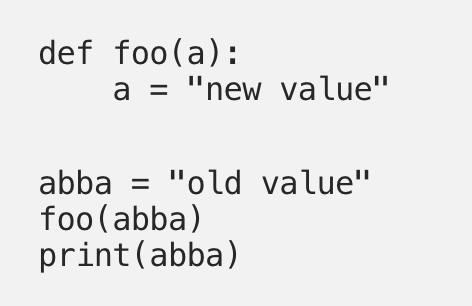 def foo(a):
    a = "new value"
abba = "old value"
foo(abba)
print(abba)